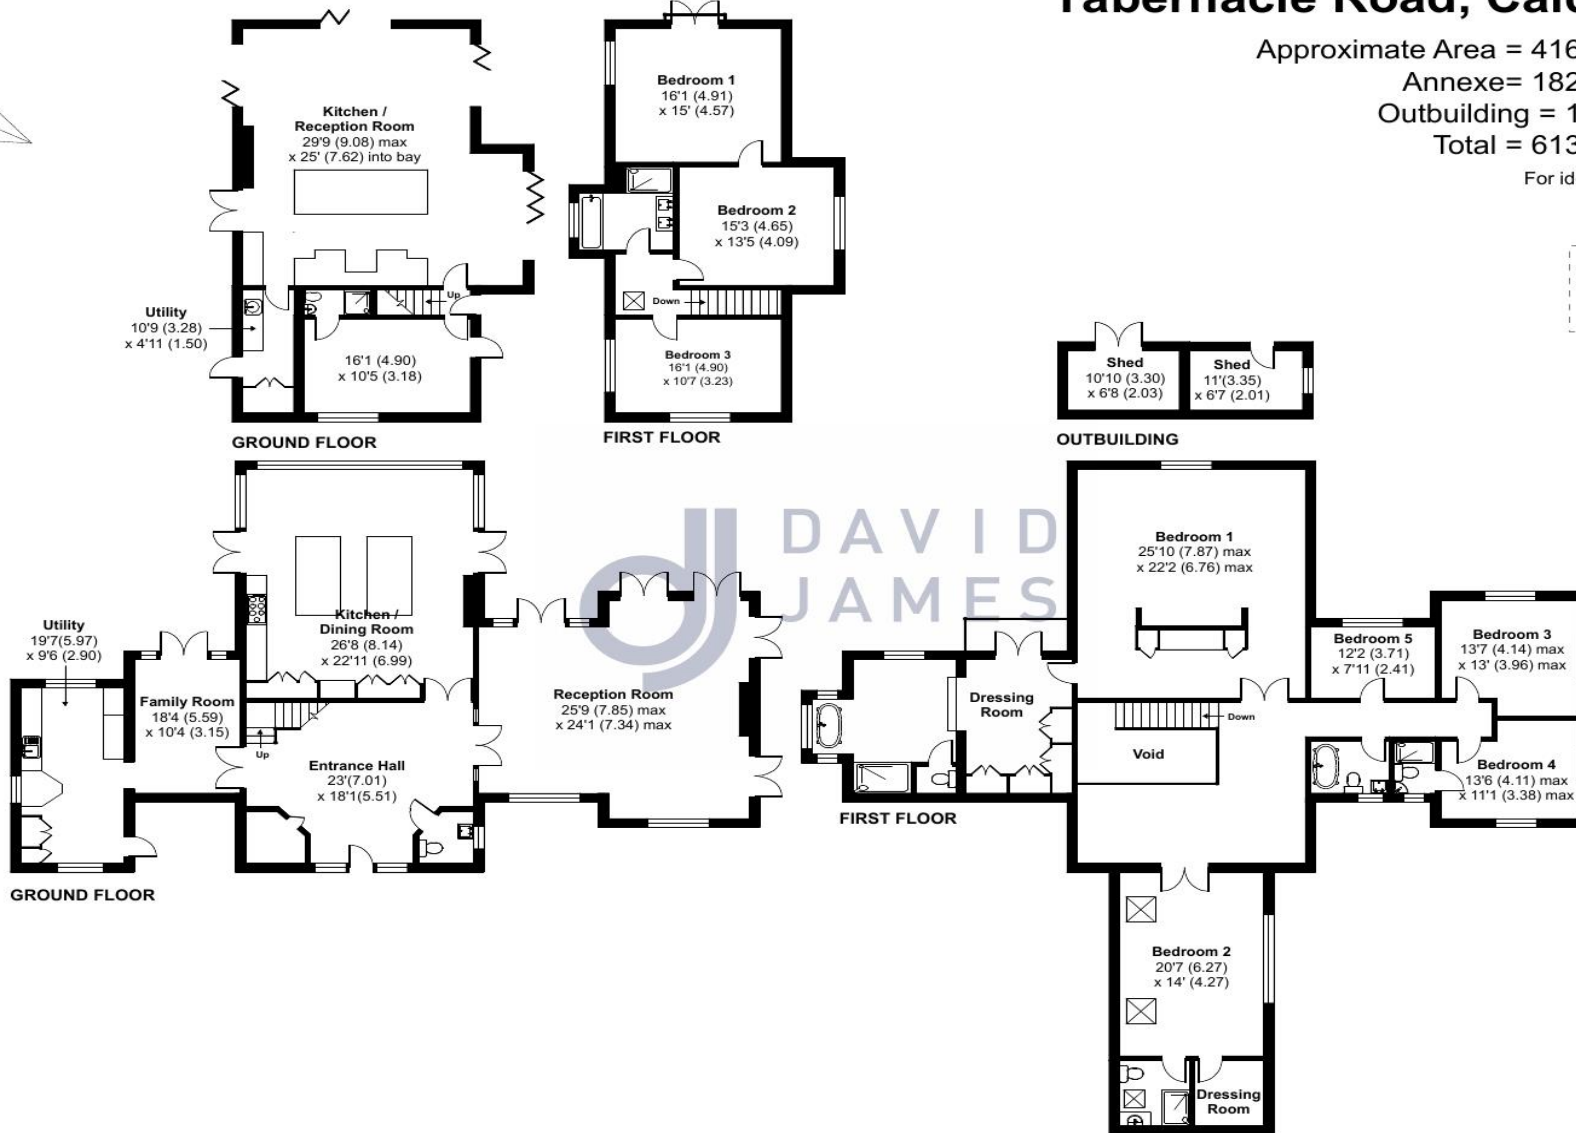 Approximate Area = 416
Annexe= 182
Outbuilding = 1
Total = 613
For
Kitchen /
Reception Room
29'9 (9.08) max
x 25' (7.62) into bay
Utility
10'9 (3.28)
x 4'11 (1.50)
Up
16'1 (4.90)
x 10'5 (3.18)
GROUND FLOOR
Bedroom 1
16'1 (4.91)
x 15' (4.57)
Bedroom 2
15'3 (4.65)
x 13'5 (4.09)
Down
Bedroom 3
16'1 (4.90)
x 10'7 (3.23)
FIRST FLOOR
Shed
10'10 (3.30)
x 6'8 (2.03)
Shed
11'(3.35)
x 6'7 (2.01)
OUTBUILDING
DAVID
JAMES
Utility
19'7(5.97)
x 9'6 (2.90)
Family Room
18'4 (5.59)
x 10'4 (3.15)
Kitchen /
Dining Room
26'8 (8.14)
x 22'11 (6.99)
Up
Entrance Hall
23'(7.01)
x 18'1(5.51)
Reception Room
25'9 (7.85) max
x 24'1 (7.34) max
GROUND FLOOR
Bedroom 1
25'10 (7.87) max
x 22'2 (6.76) max
Dressing
Room
Down
Void
Bedroom 5
12'2 (3.71)
x 7'11 (2.41)
Bedroom 3
13'7 (4.14) max
x 13' (3.96) max
Bedroom 4
13'6 (4.11) max
x 11'1 (3.38) max
FIRST FLOOR
Bedroom 2
20'7 (6.27)
x 14' (4.27)
Dressing
Room